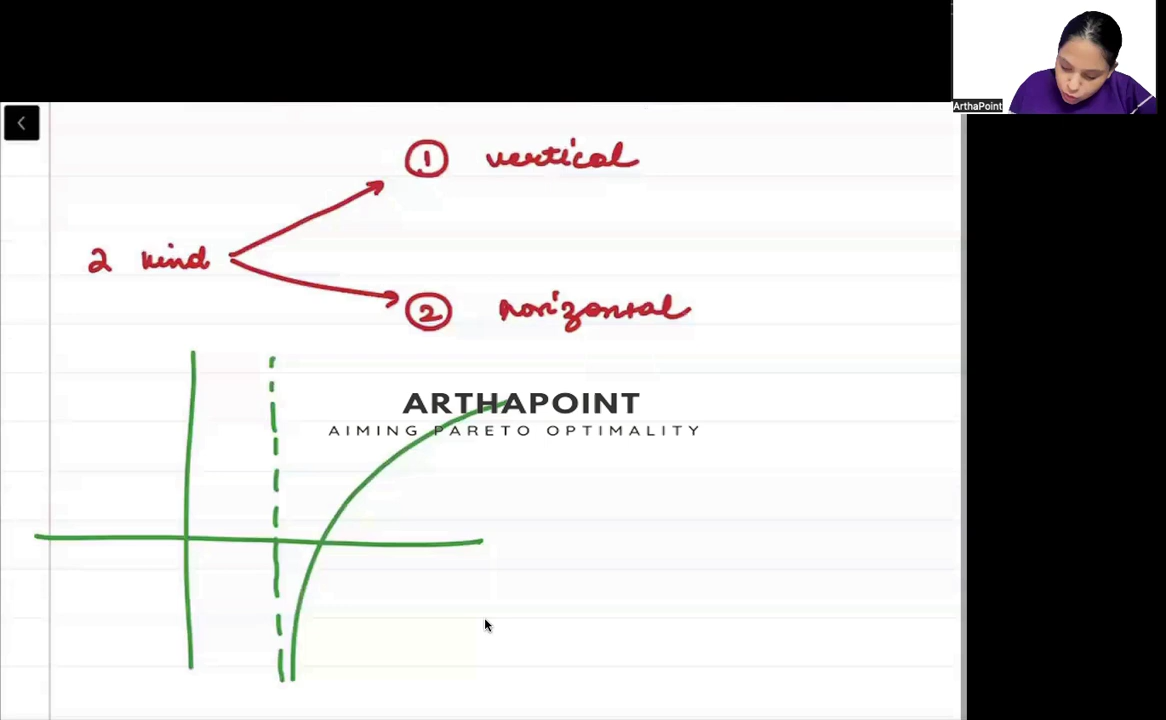 ArthaPoint
① vertical
2 kind
② horizontal
ARTHAPOINT
AIMING PARETO OPTIMALITY